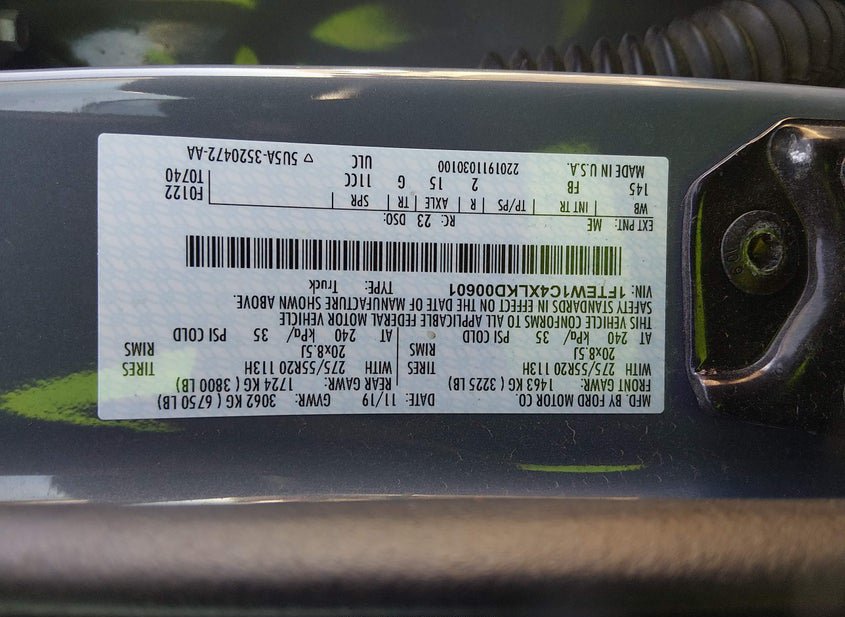 MFD. BY FORD MOTOR CO.
DATE: 11/19 GVWR: 3062 KG ( 6750 LB)
FRONT GAWR: 1463 KG ( 3225 LB) REAR GAWR: 1724 KG ( 3800 LB)
WITH 275/55R20 113H TIRES WITH 275/55R20 113H TIRES
20x8.5J RIMS 20x8.5J RIMS
AT 240 kPa/ 35 PSI COLD AT 240 kPa/ 35 PSI COLD
THIS VEHICLE CONFORMS TO ALL APPLICABLE FEDERAL MOTOR VEHICLE
SAFETY STANDARDS IN EFFECT ON THE DATE OF MANUFACTURE SHOWN ABOVE.
VIN: 1FTEW1C4XLKD00601 TYPE: Truck
EXT PNT: ME RC: 23 DSO: F0122
WB INT TR TP/PS R AXLE TR SPR T0740
145 FB 2 15 G 11CC
MADE IN U.S.A. 2201911030100 ULC ▽ 5U5A-3520472-AA